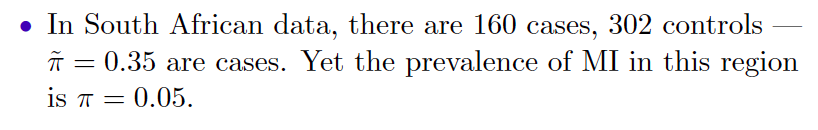 • In South African data, there are 160 cases, 302 controls —
π̃ = 0.35 are cases. Yet the prevalence of MI in this region
is π = 0.05.